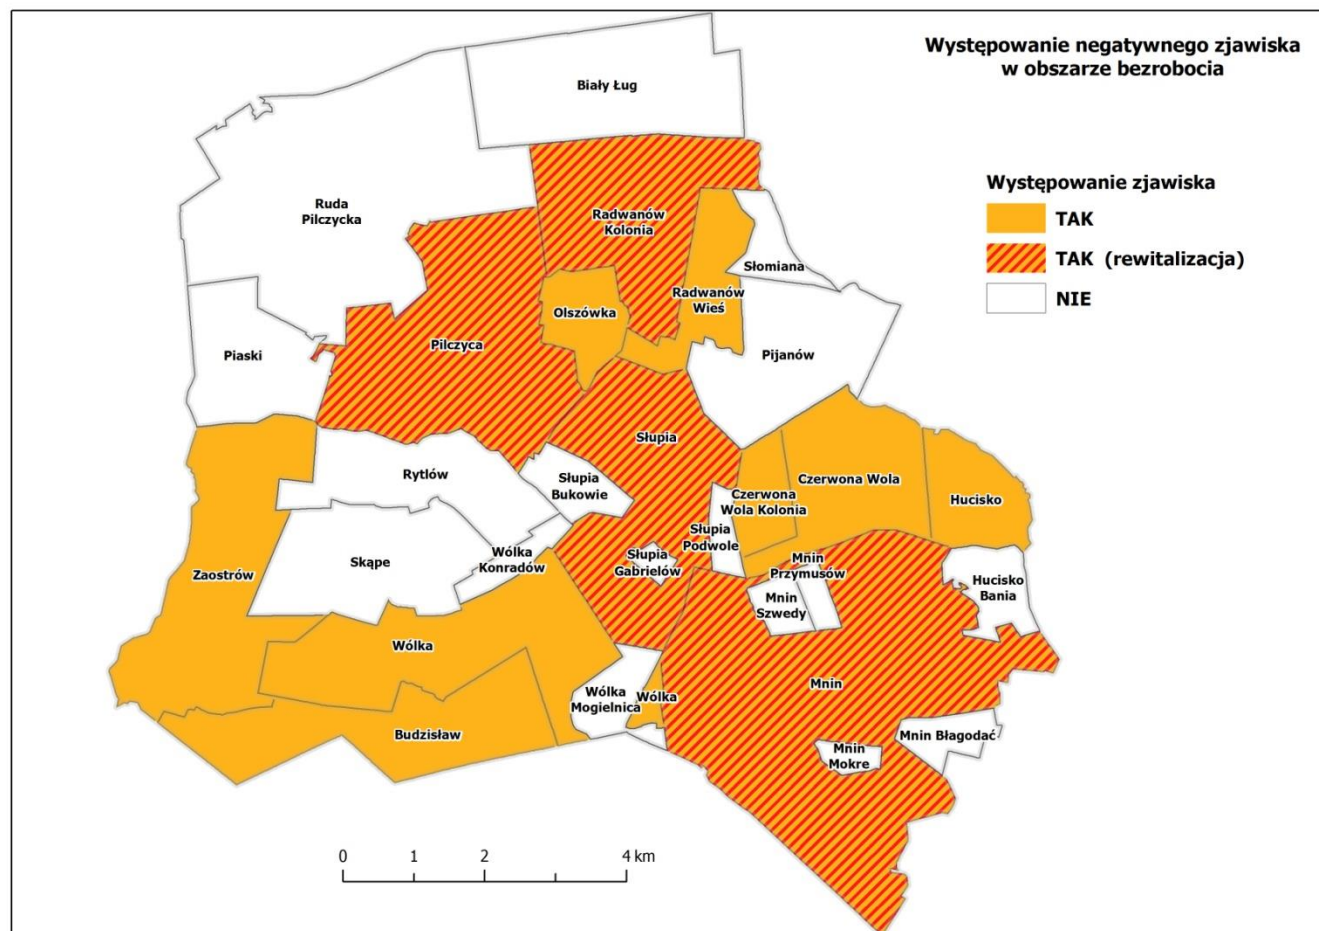 Występowanie negatywnego zjawiska
w obszarze bezrobocia
Występowanie zjawiska
TAK
TAK (rewitalizacja)
NIE
Biały Ług
Ruda
Pilczycka
Radwanów
Kolonia
Słomiana
Radwanów
Wieś
Olszówka
Pilczyca
Piaski
Pijanów
Słupia
Rytlów
Słupia
Bukowie
Czerwona
Wola Kolonia
Czerwona Wola
Hucisko
Słupia
Podwole
Skąpe
Wólka
Konradów
Słupia
Gabrielów
Mnin
Przymusów
Zaostrów
Mnin
Szwedy
Hucisko
Bania
Wólka
Mnin
Wólka
Mogielnica
Wólka
Budzisław
Mnin Błagodać
Mnin
Mokre
0 1 2 4 km